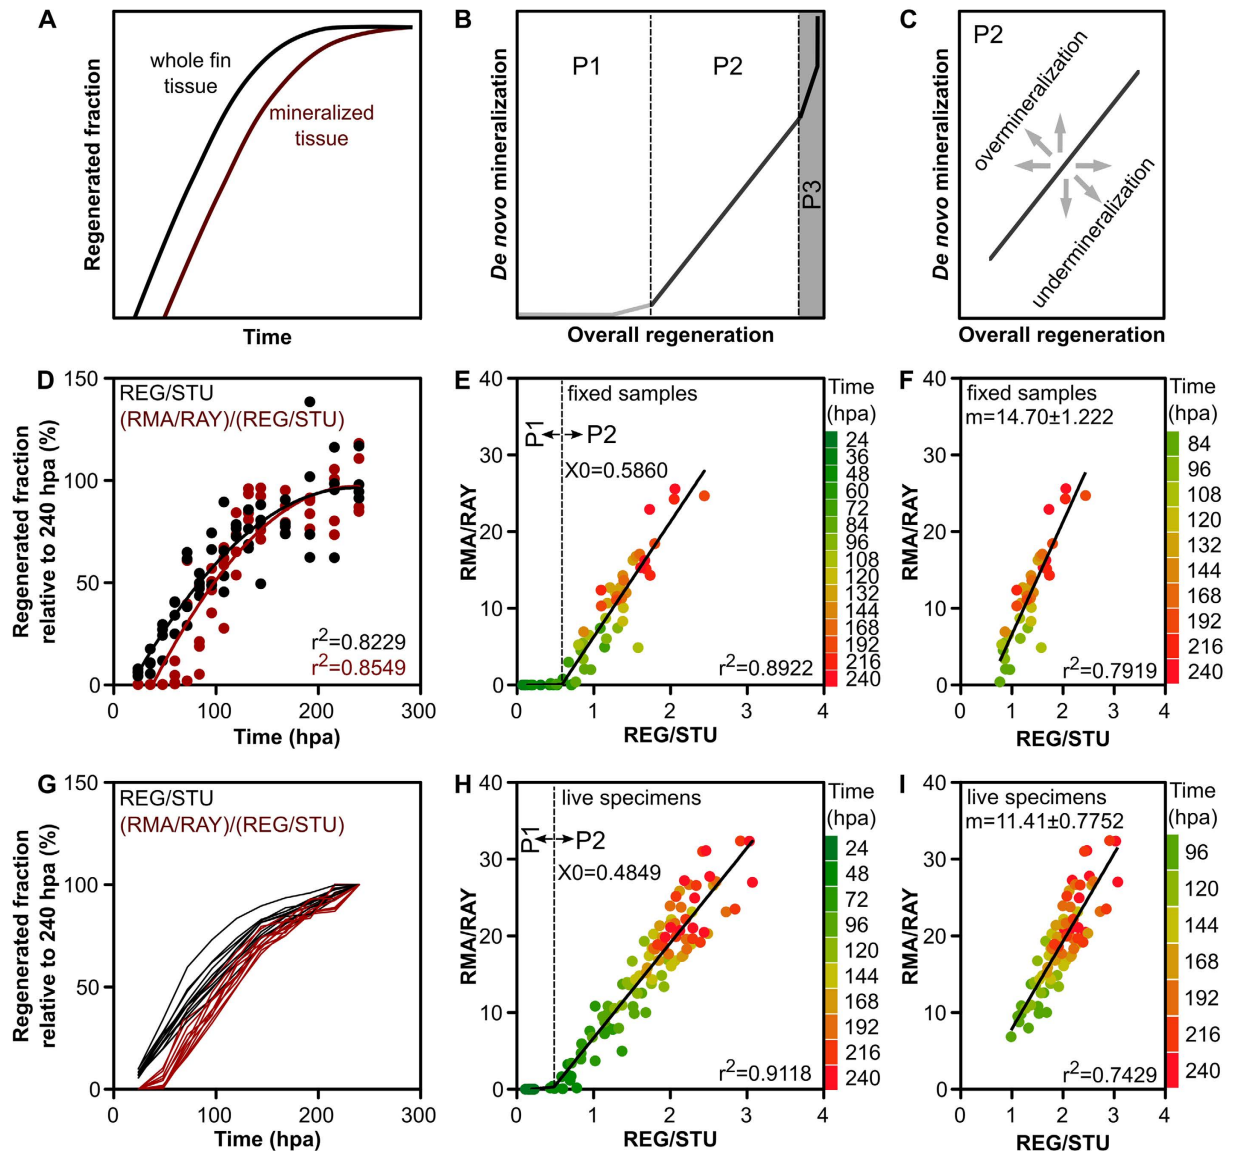 A
Regenerated fraction
whole fin
tissue
mineralized
tissue
Time
B
De novo mineralization
P1
P2
P3
Overall regeneration
C
P2
De novo mineralization
overmineralization
undermineralization
Overall regeneration
D
Regenerated fraction
relative to 240 hpa (%)
150
100
50
0
REG/STU
(RMA/RAY)/(REG/STU)
r2=0.8229
r2=0.8549
0
100
200
300
Time (hpa)
E
RMA/RAY
40
30
20
10
0
fixed samples
P1
P2
X0=0.5860
r2=0.8922
0
1
2
3
4
REG/STU
Time
(hpa)
24
36
48
60
72
84
96
108
120
132
144
168
192
216
240
F
RMA/RAY
40
30
20
10
0
fixed samples
m=14.70±1.222
r2=0.7919
0
1
2
3
4
REG/STU
Time
(hpa)
84
96
108
120
132
144
168
192
216
240
G
Regenerated fraction
relative to 240 hpa (%)
150
100
50
0
REG/STU
(RMA/RAY)/(REG/STU)
0
100
200
300
Time (hpa)
H
RMA/RAY
40
30
20
10
0
live specimens
P1
P2
X0=0.4849
r2=0.9118
0
1
2
3
4
REG/STU
Time
(hpa)
24
48
72
96
120
144
168
192
216
240
I
RMA/RAY
40
30
20
10
0
live specimens
m=11.41±0.7752
r2=0.7429
0
1
2
3
4
REG/STU
Time
(hpa)
96
120
144
168
192
216
240